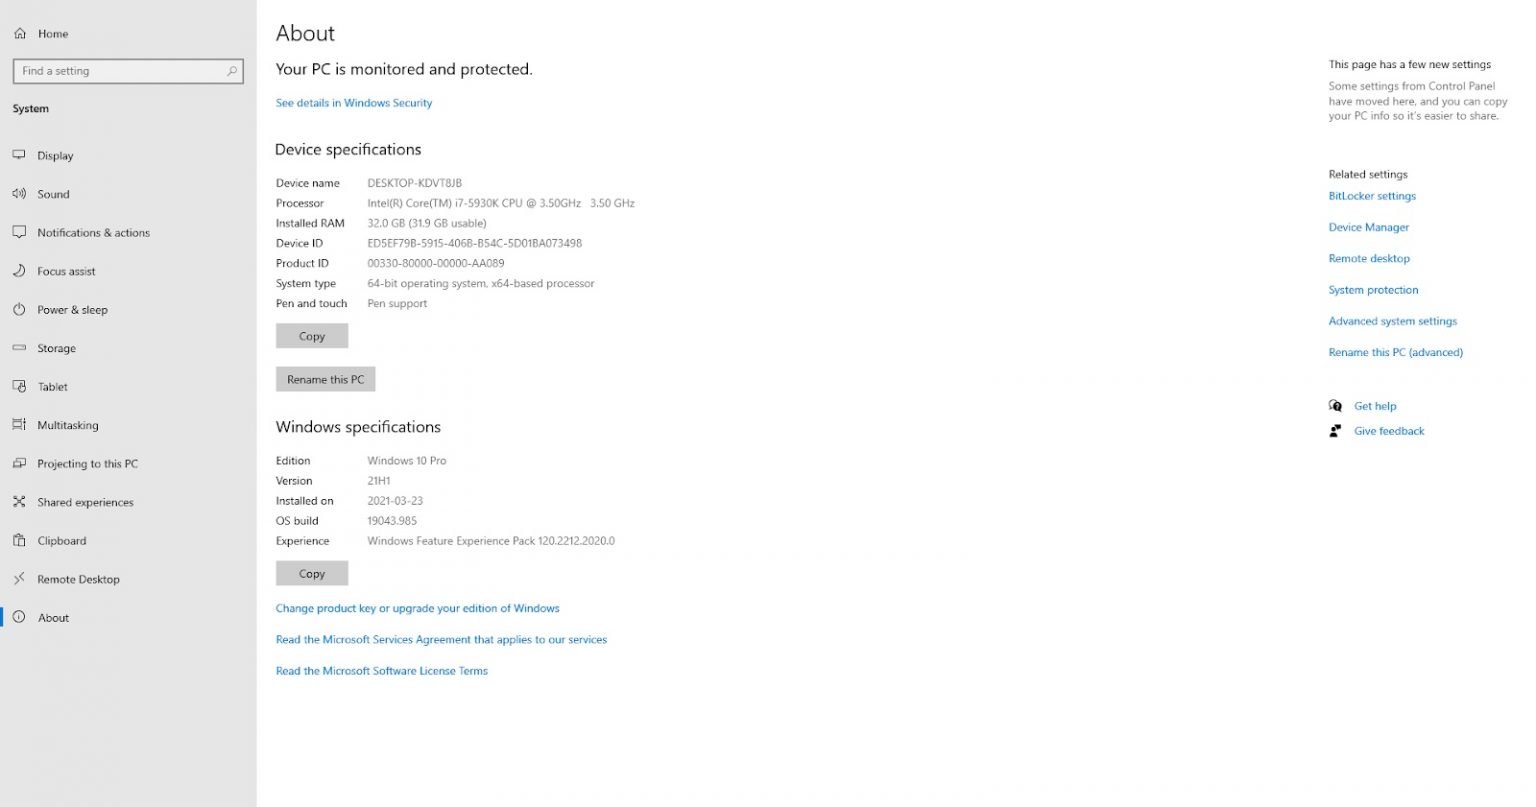 Home
Find a setting
System
Display
Sound
Notifications & actions
Focus assist
Power & sleep
Storage
Tablet
Multitasking
Projecting to this PC
Shared experiences
Clipboard
Remote Desktop
About
About
Your PC is monitored and protected.
See details in Windows Security
Device specifications
Device name DESKTOP-KDVT8JB
Processor Intel(R) Core(TM) i7-5930K CPU @ 3.50GHz 3.50 GHz
Installed RAM 32.0 GB (31.9 GB usable)
Device ID ED5EF79B-5915-406B-B54C-5D01BA073498
Product ID 00330-80000-00000-AA089
System type 64-bit operating system, x64-based processor
Pen and touch Pen support
Copy
Rename this PC
Windows specifications
Edition Windows 10 Pro
Version 21H1
Installed on 2021-03-23
OS build 19043.985
Experience Windows Feature Experience Pack 120.2212.2020.0
Copy
Change product key or upgrade your edition of Windows
Read the Microsoft Services Agreement that applies to our services
Read the Microsoft Software License Terms
This page has a few new settings
Some settings from Control Panel
have moved here, and you can copy
your PC info so it's easier to share.
Related settings
BitLocker settings
Device Manager
Remote desktop
System protection
Advanced system settings
Rename this PC (advanced)
Get help
Give feedback